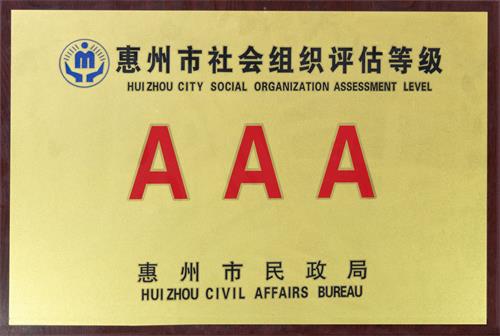 惠州市社会组织评估等级
HUIZHOU CITY SOCIAL ORGANIZATION ASSESSMENT LEVEL
AAA
惠州市民政局
HUIZHOU CIVIL AFFAIRS BUREAU